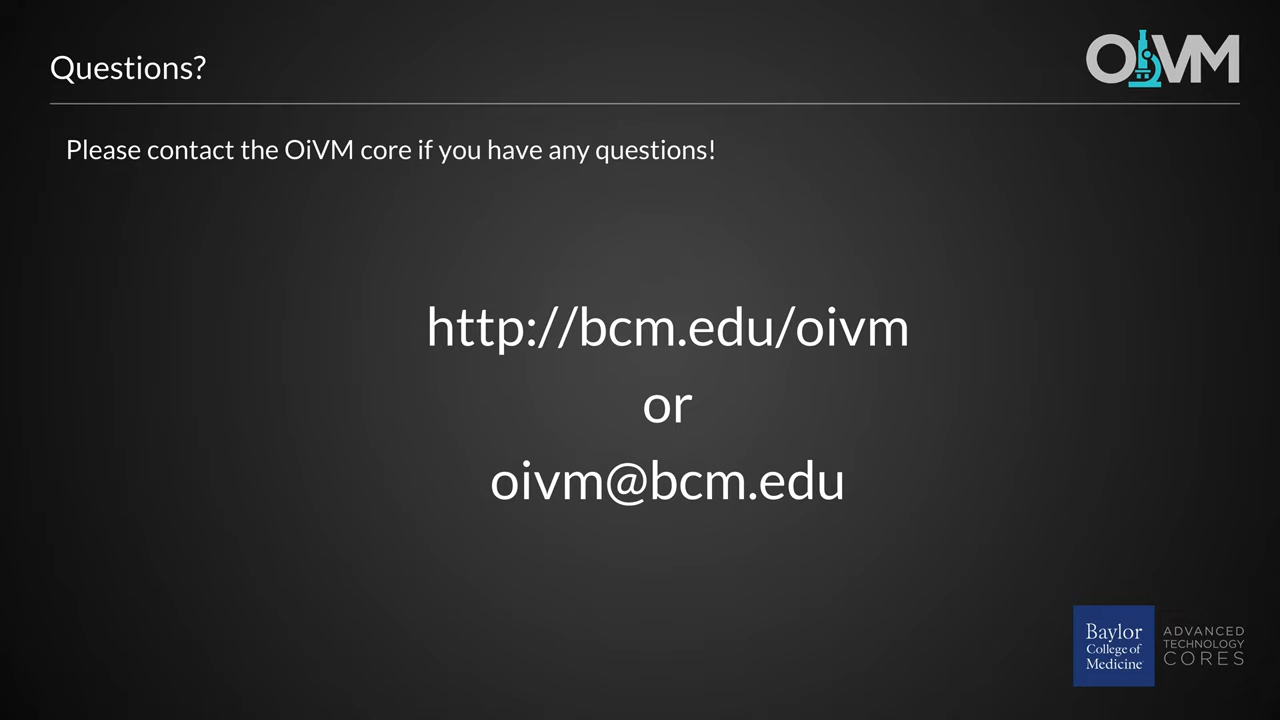 Questions?
OiVM
Please contact the OiVM core if you have any questions!
http://bcm.edu/oivm
or
oivm@bcm.edu
Baylor
College of
Medicine
ADVANCED
TECHNOLOGY
CORES